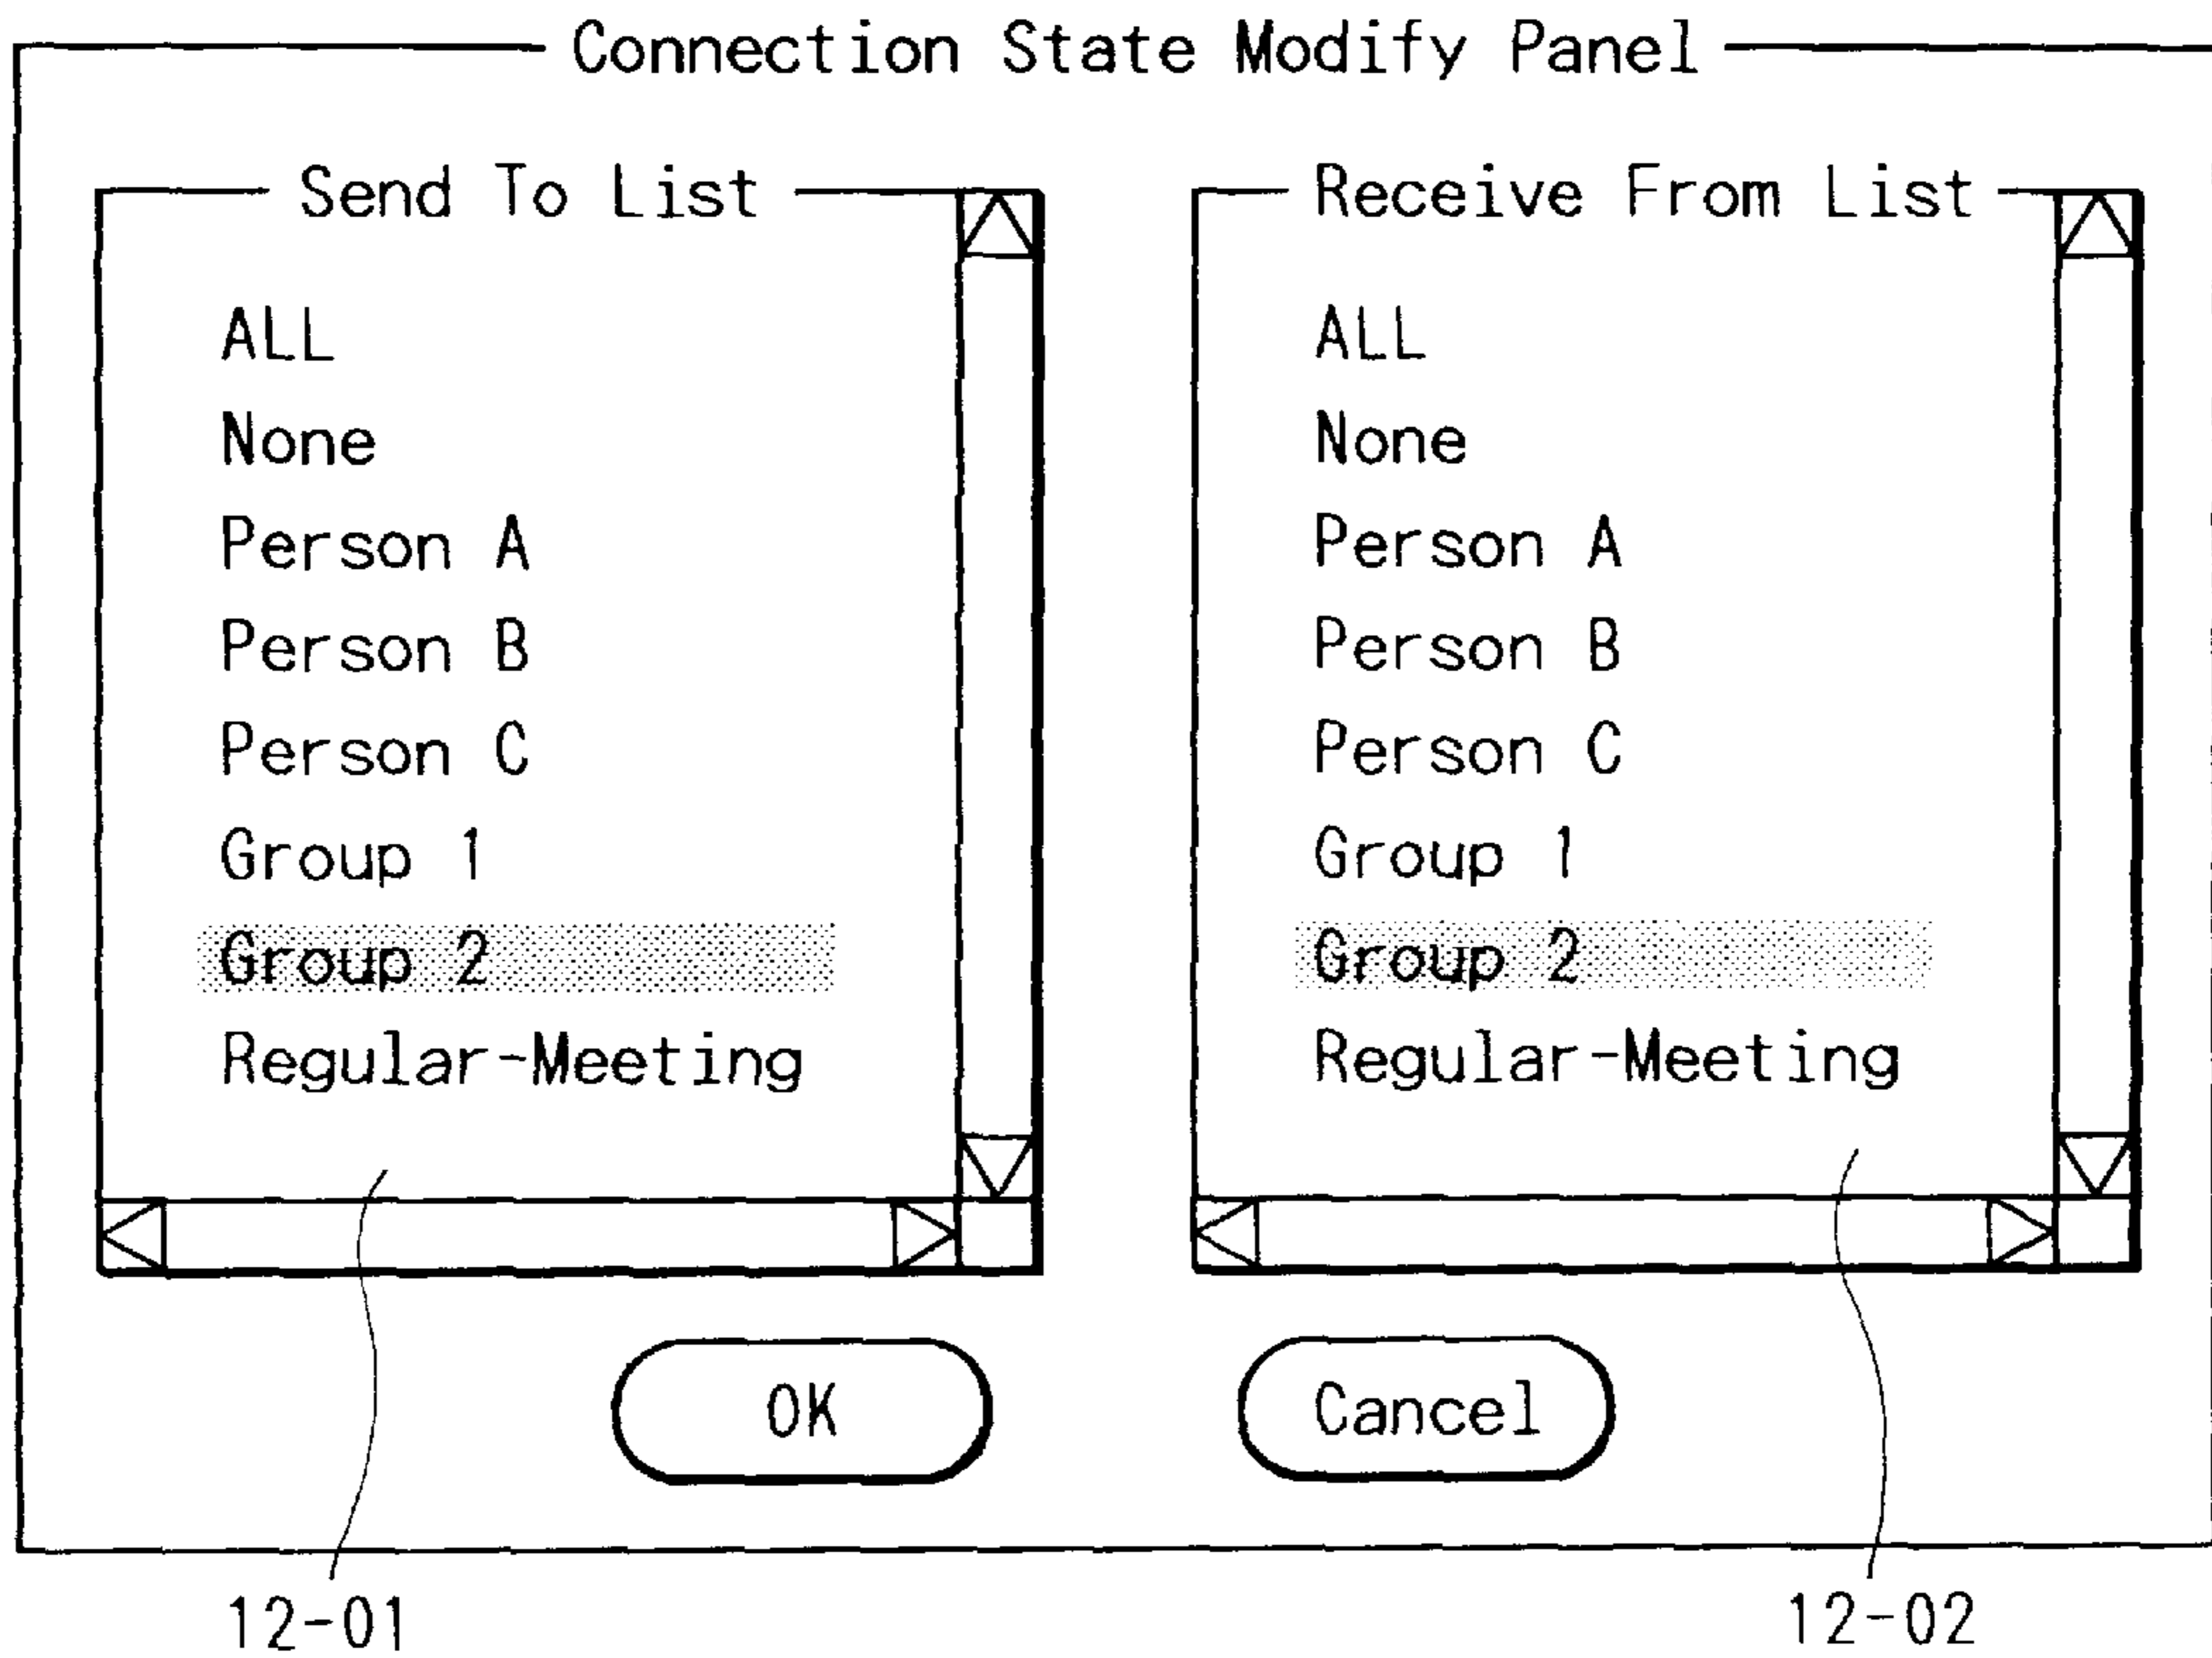 Connection State Modify Panel
Send To List
ALL
None
Person A
Person B
Person C
Group 1
Group 2
Regular-Meeting
Receive From List
ALL
None
Person A
Person B
Person C
Group 1
Group 2
Regular-Meeting
OK
Cancel
12-01
12-02